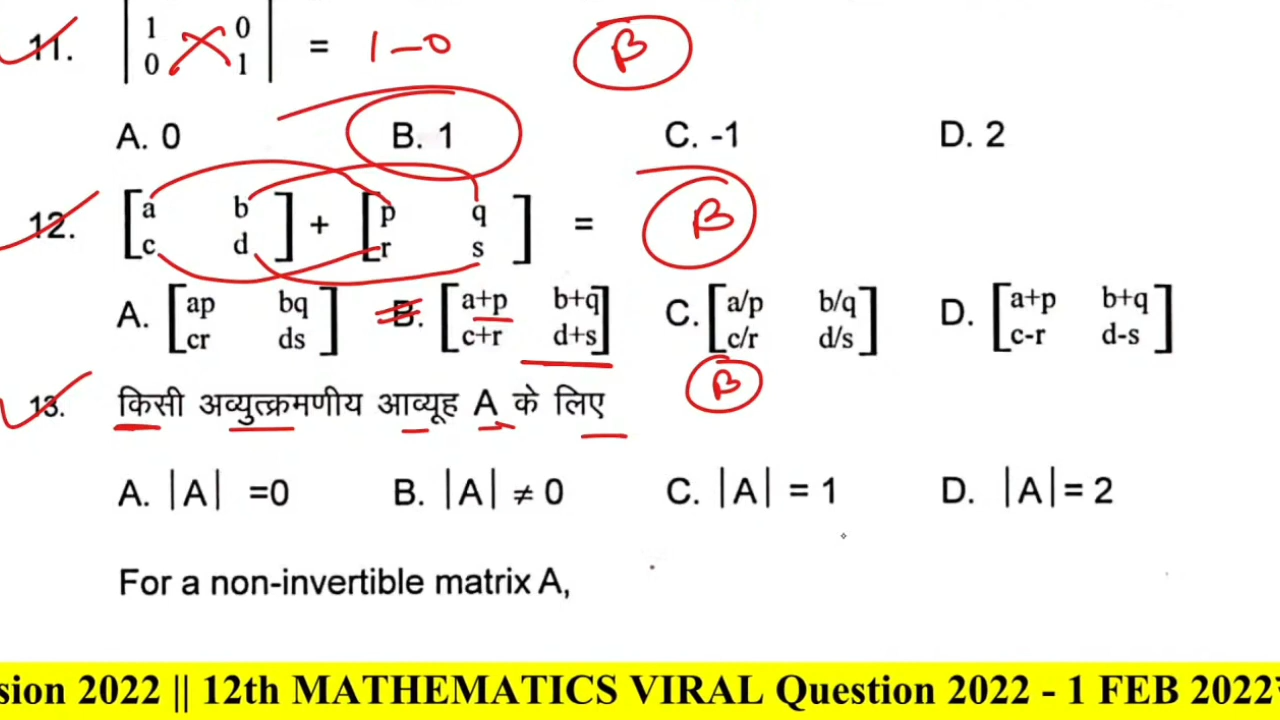 11. | 1 0 | = 1-0 B
0 1
A. 0 B. 1 C. -1 D. 2
12. [ a b ] + [ p q ] = B
c d r s
A. [ ap bq ] B. [ a+p b+q ] C. [ a/p b/q ] D. [ a+p b+q ]
cr ds c+r d+s c/r d/s c-r d-s
13. किसी अव्युत्क्रमणीय आव्यूह A के लिए B
A. |A| =0 B. |A| ≠ 0 C. |A| = 1 D. |A|= 2
For a non-invertible matrix A,
sion 2022 || 12th MATHEMATICS VIRAL Question 2022 - 1 FEB 2022